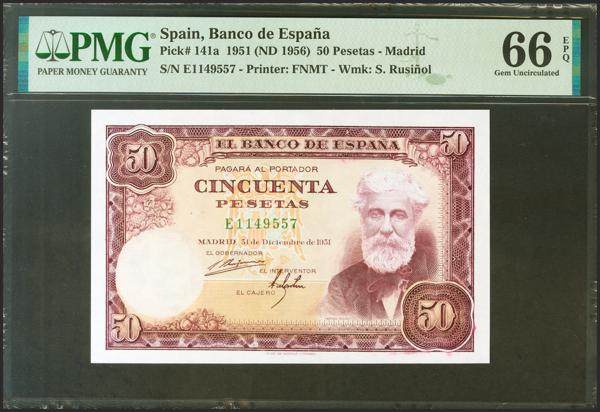 PMG
PAPER MONEY GUARANTY
Spain, Banco de España
Pick# 141a 1951 (ND 1956) 50 Pesetas - Madrid
S/N E1149557 - Printer: FNMT - Wmk: S. Rusiñol
66 EPQ
Gem Uncirculated
50
50
EL BANCO DE ESPAÑA
PAGARÁ AL PORTADOR
CINCUENTA
PESETAS
E1149557
MADRID, 31 de Diciembre de 1951
EL GOBERNADOR
EL INTERVENTOR
EL CAJERO
50
50